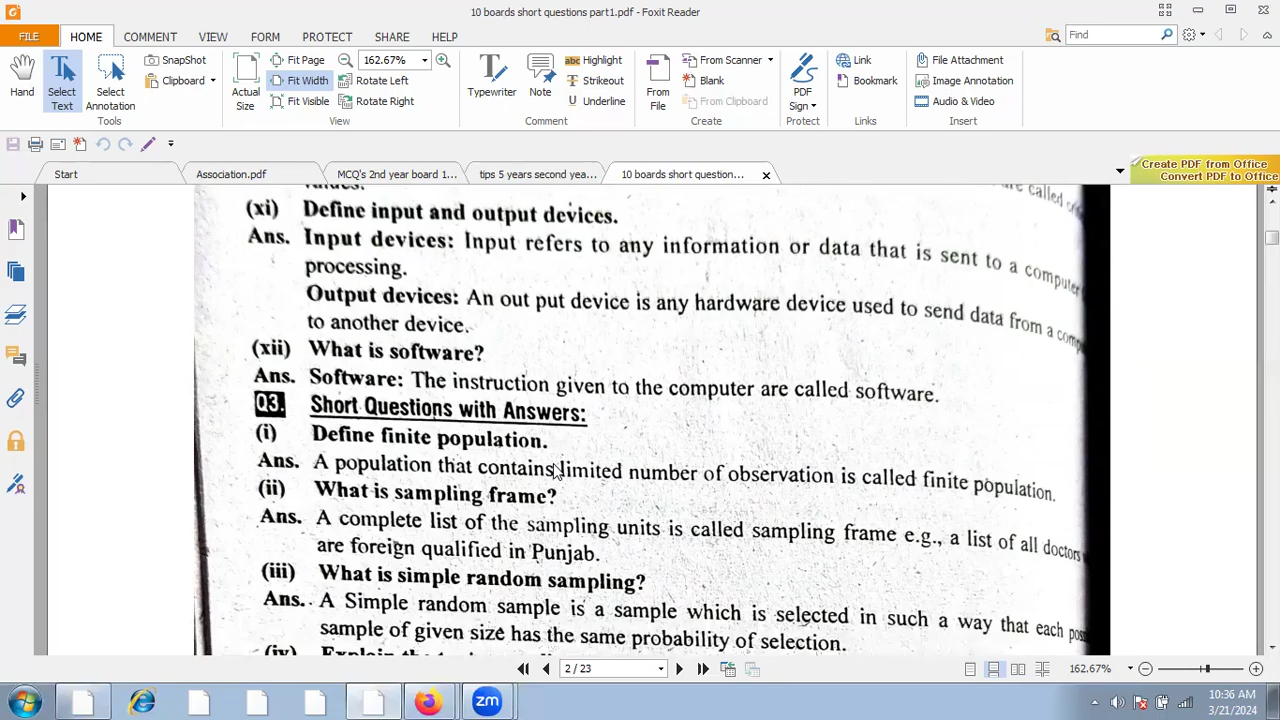 10 boards short questions part1.pdf - Foxit Reader
FILE HOME COMMENT VIEW FORM PROTECT SHARE HELP Find
Hand Select Text Select Annotation SnapShot Clipboard Tools
Actual Size Fit Page Fit Width Fit Visible 162.67% Rotate Left Rotate Right View
Typewriter Note Highlight Strikeout Underline Comment
From File From Scanner Blank From Clipboard Create
PDF Sign Protect
Link Bookmark Links
File Attachment Image Annotation Audio & Video Insert
Start Association.pdf MCQ's 2nd year board 1... tips 5 years second yea... 10 boards short question...
Create PDF from Office
Convert PDF to Office
values. are called
(xi) Define input and output devices.
Ans. Input devices: Input refers to any information or data that is sent to a computer
processing.
Output devices: An out put device is any hardware device used to send data from a
to another device.
(xii) What is software?
Ans. Software: The instruction given to the computer are called software.
Q3. Short Questions with Answers:
(i) Define finite population.
Ans. A population that contains limited number of observation is called finite population.
(ii) What is sampling frame?
Ans. A complete list of the sampling units is called sampling frame e.g., a list of all doctors
are foreign qualified in Punjab.
(iii) What is simple random sampling?
Ans. A Simple random sample is a sample which is selected in such a way that each
sample of given size has the same probability of selection.
(iv) Explain the
2 / 23 162.67%
zm
10:36 AM
3/21/2024